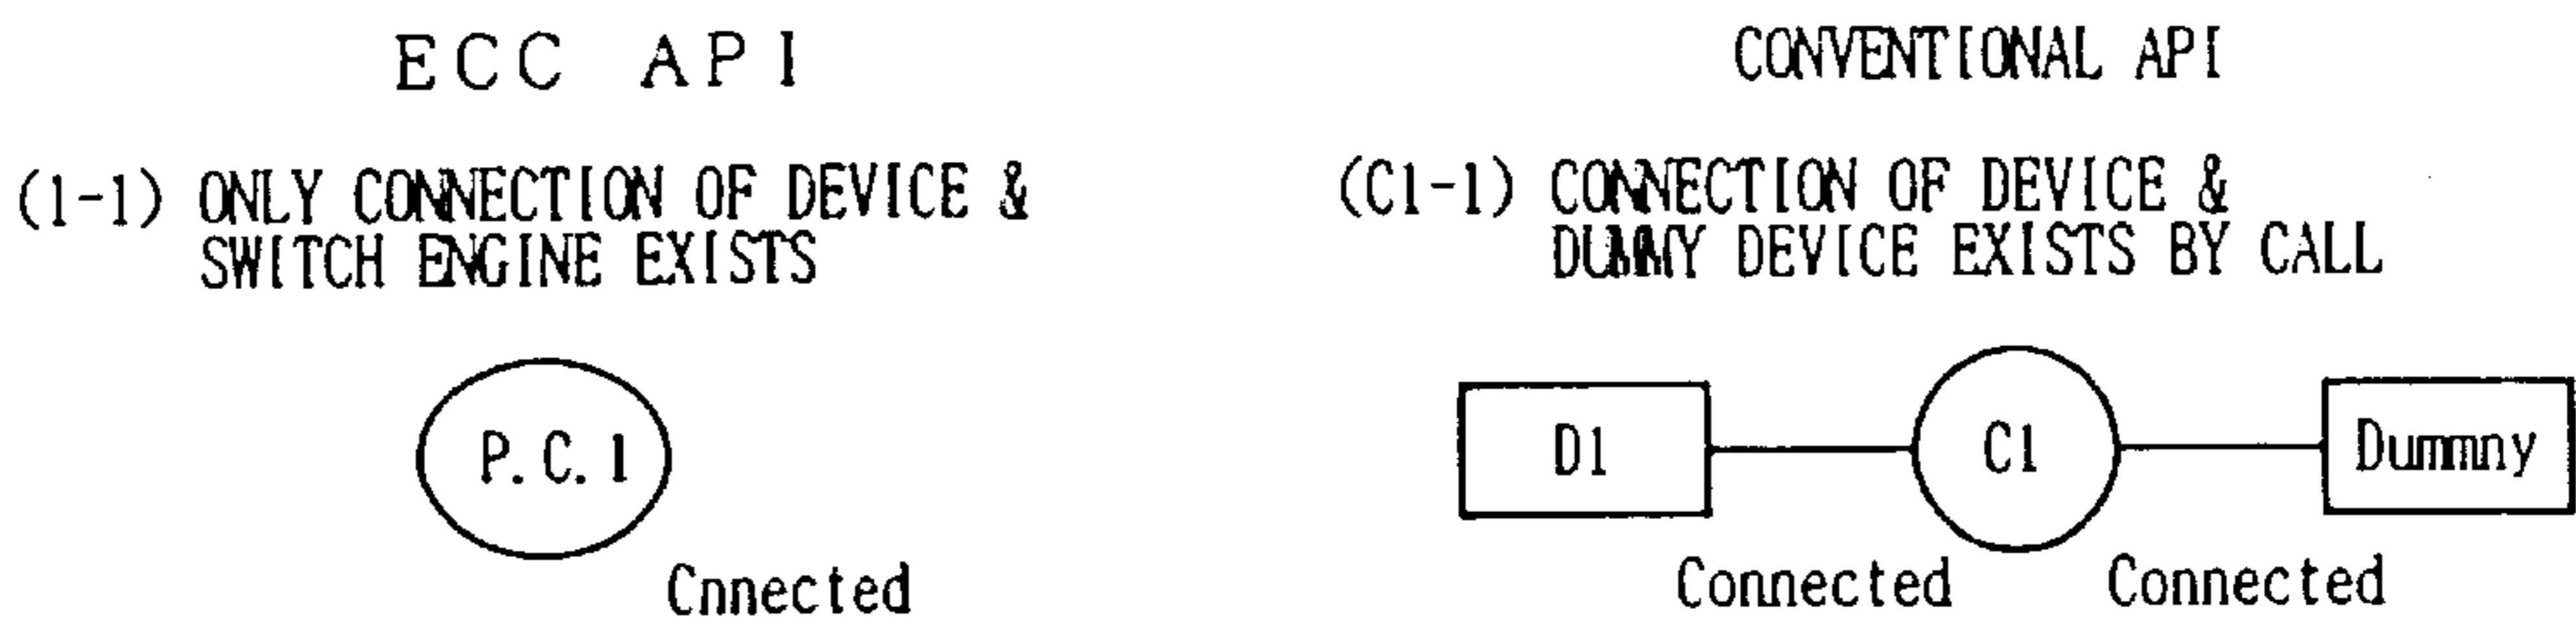 ECC API
(1-1) ONLY CONNECTION OF DEVICE &
SWITCH ENGINE EXISTS
P.C.1
Cnnected
CONVENTIONAL API
(C1-1) CONNECTION OF DEVICE &
DUMMY DEVICE EXISTS BY CALL
D1
C1
Dummny
Connected
Connected